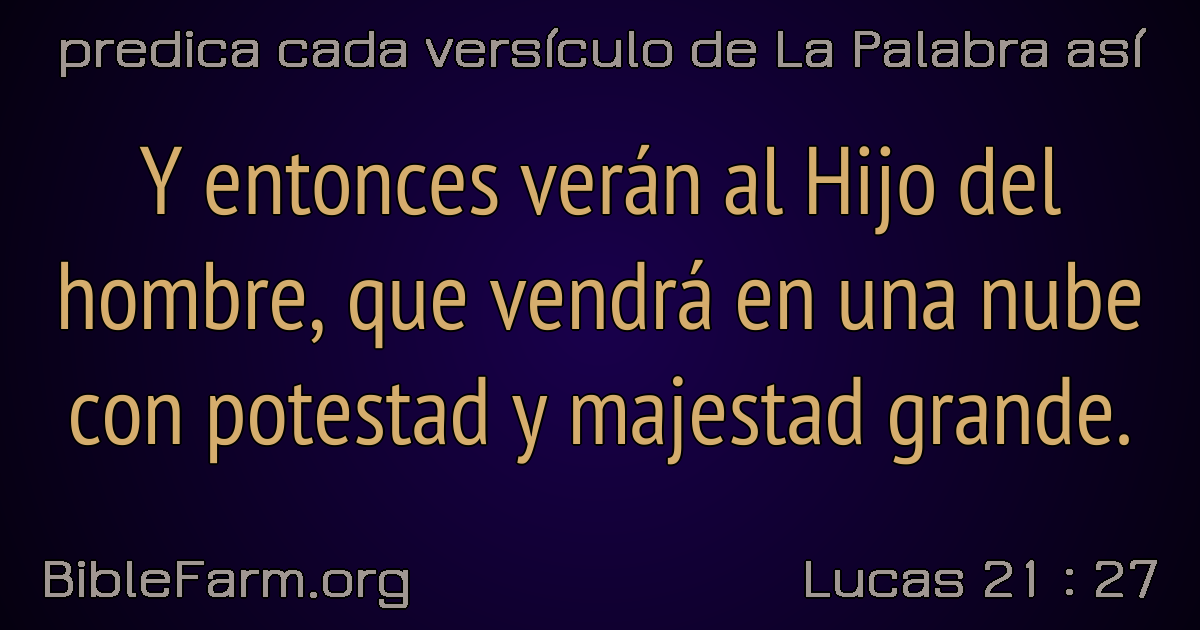 predica cada versículo de La Palabra así
Y entonces verán al Hijo del
hombre, que vendrá en una nube
con potestad y majestad grande.
BibleFarm.org
Lucas 21 : 27